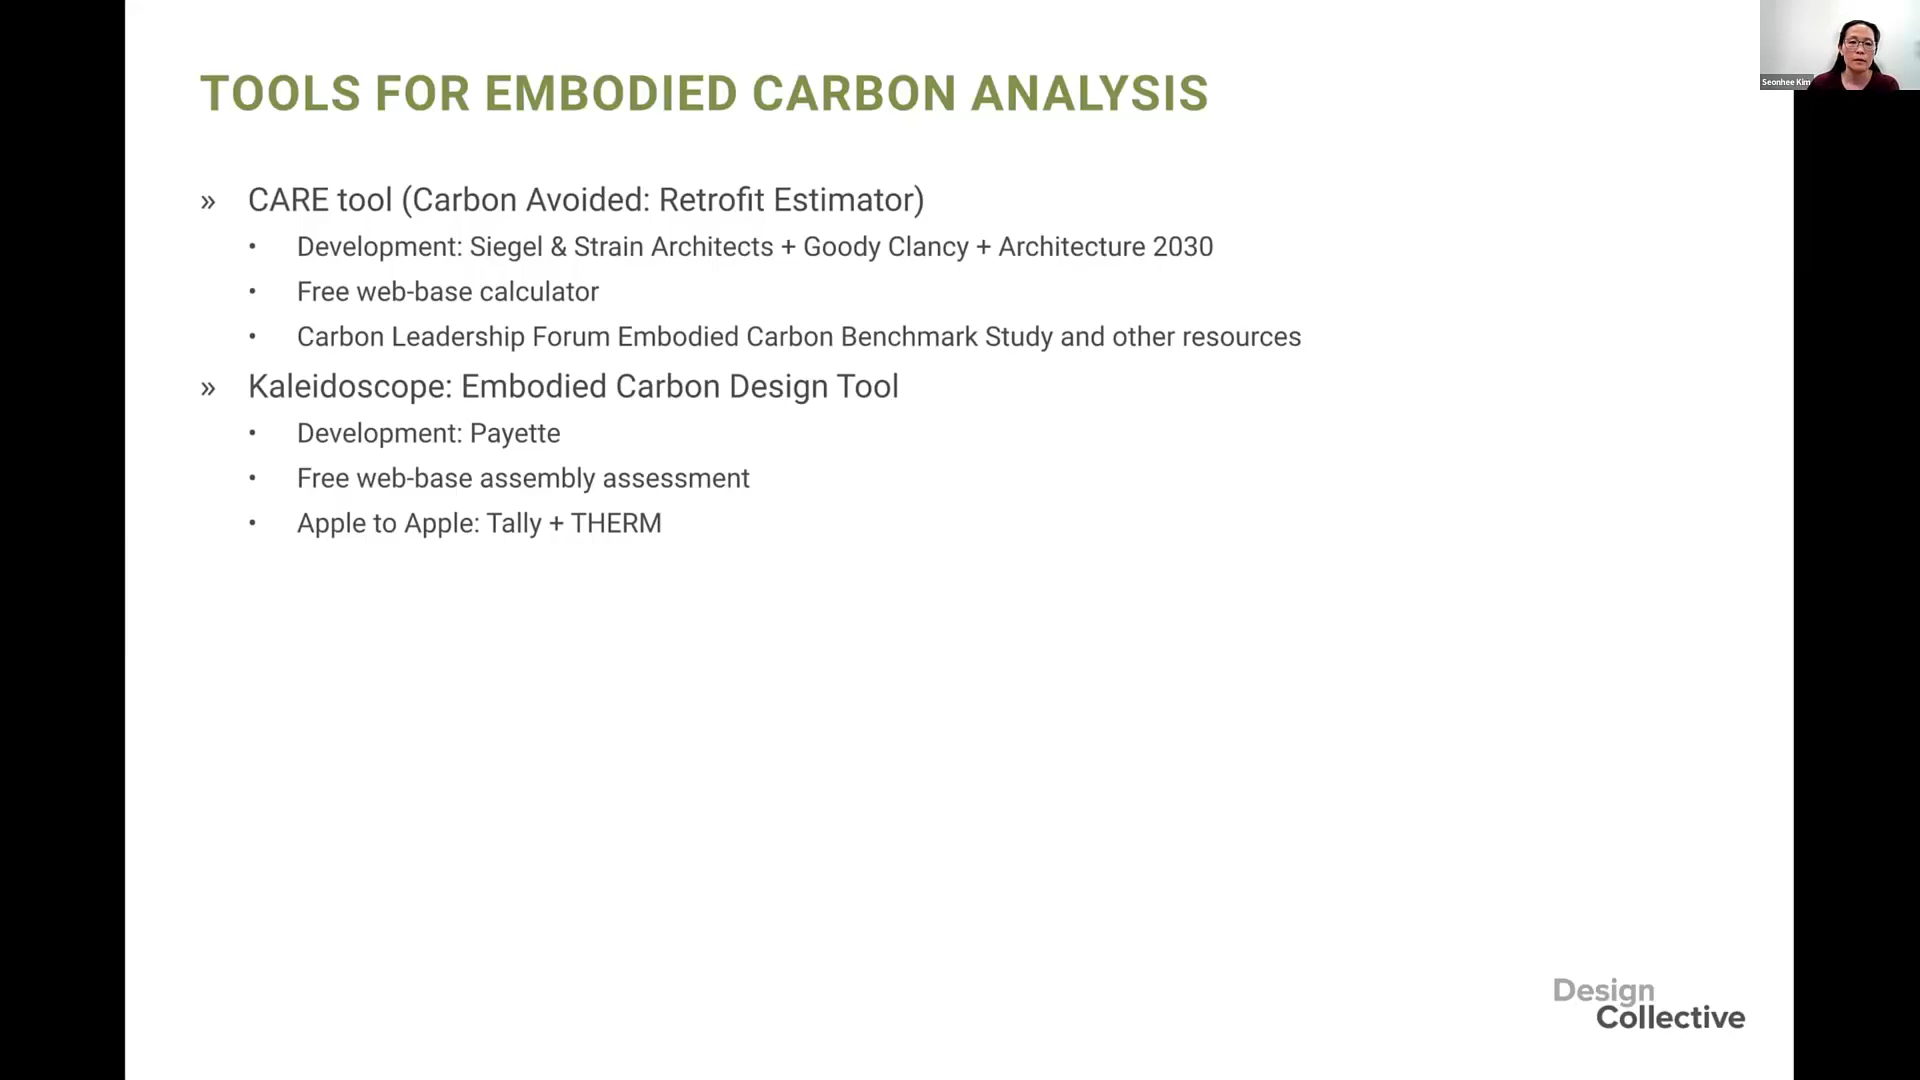 Seonhee Kim
TOOLS FOR EMBODIED CARBON ANALYSIS
» CARE tool (Carbon Avoided: Retrofit Estimator)
• Development: Siegel & Strain Architects + Goody Clancy + Architecture 2030
• Free web-base calculator
• Carbon Leadership Forum Embodied Carbon Benchmark Study and other resources
» Kaleidoscope: Embodied Carbon Design Tool
• Development: Payette
• Free web-base assembly assessment
• Apple to Apple: Tally + THERM
Design
Collective